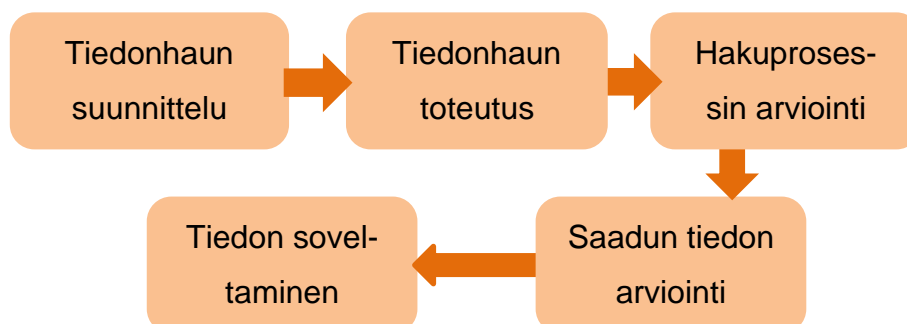 Tiedonhaun
suunnittelu
Tiedonhaun
toteutus
Hakuproses-
sin arviointi
Saadun tiedon
arviointi
Tiedon sovel-
taminen